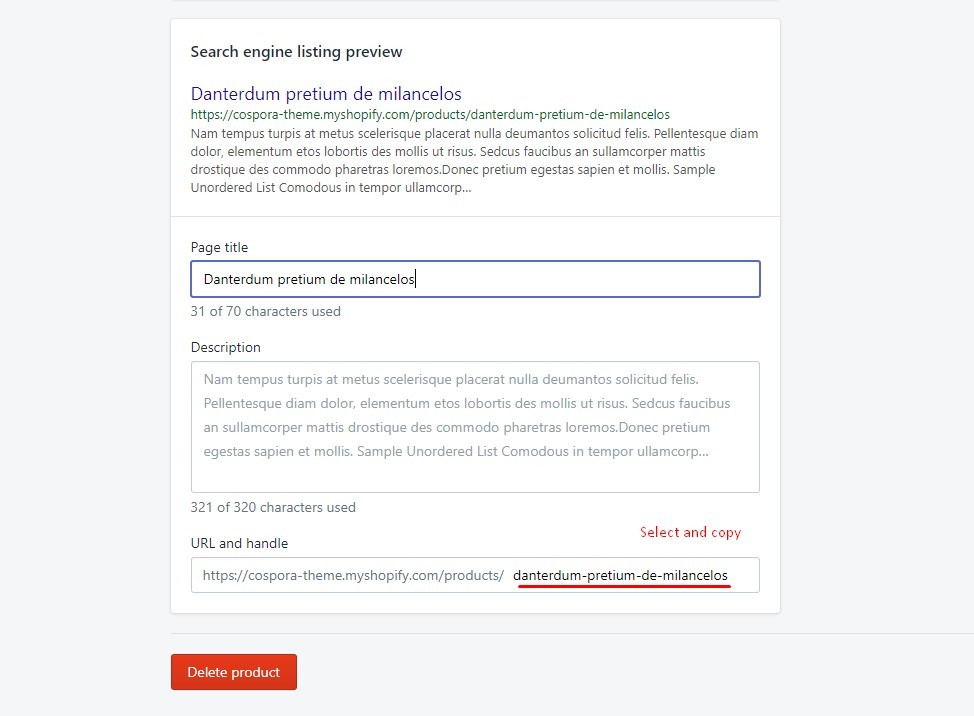 Search engine listing preview
Danterdum pretium de milancelos
https://cospora-theme.myshopify.com/products/danterdum-pretium-de-milancelos
Nam tempus turpis at metus scelerisque placerat nulla deumantos solicitud felis. Pellentesque diam
dolor, elementum etos lobortis des mollis ut risus. Sedcus faucibus an sullamcorper mattis
drostique des commodo pharetras loremos.Donec pretium egestas sapien et mollis. Sample
Unordered List Comodous in tempor ullamcorp...
Page title
Danterdum pretium de milancelos
31 of 70 characters used
Description
Nam tempus turpis at metus scelerisque placerat nulla deumantos solicitud felis.
Pellentesque diam dolor, elementum etos lobortis des mollis ut risus. Sedcus faucibus
an sullamcorper mattis drostique des commodo pharetras loremos.Donec pretium
egestas sapien et mollis. Sample Unordered List Comodous in tempor ullamcorp...
321 of 320 characters used
Select and copy
URL and handle
https://cospora-theme.myshopify.com/products/ danterdum-pretium-de-milancelos
Delete product